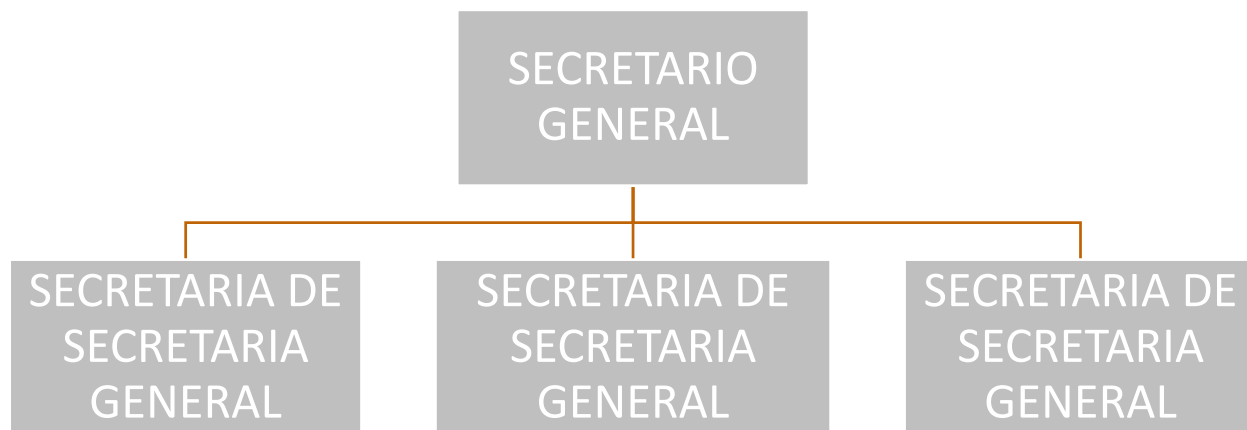 SECRETARIO
GENERAL
SECRETARIA DE
SECRETARIA
GENERAL
SECRETARIA DE
SECRETARIA
GENERAL
SECRETARIA DE
SECRETARIA
GENERAL